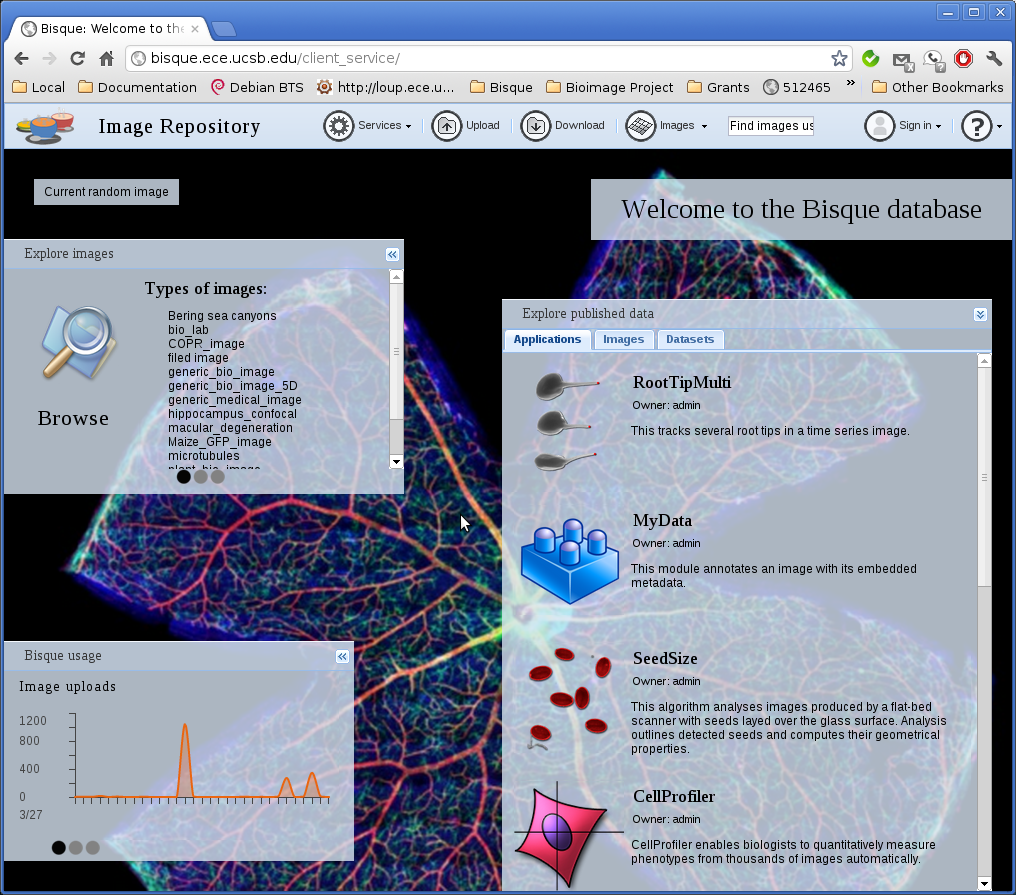 Bisque: Welcome to the
bisque.ece.ucsb.edu/client_service/
Local Documentation Debian BTS http://loup.ece.u... Bisque Bioimage Project Grants 512465 » Other Bookmarks
Image Repository Services Upload Download Images Find images us Sign in ?
Current random image
Welcome to the Bisque database
Explore images
Types of images:
Bering sea canyons
bio_lab
COPR_image
filed image
generic_bio_image
generic_bio_image_5D
generic_medical_image
hippocampus_confocal
macular_degeneration
Maize_GFP_image
microtubules
plant_bio_image
Browse
Explore published data
Applications Images Datasets
RootTipMulti
Owner: admin
This tracks several root tips in a time series image.
MyData
Owner: admin
This module annotates an image with its embedded
metadata.
SeedSize
Owner: admin
This algorithm analyses images produced by a flat-bed
scanner with seeds layed over the glass surface. Analysis
outlines detected seeds and computes their geometrical
properties.
CellProfiler
Owner: admin
CellProfiler enables biologists to quantitatively measure
phenotypes from thousands of images automatically.
Bisque usage
Image uploads
1200
800
400
0
3/27